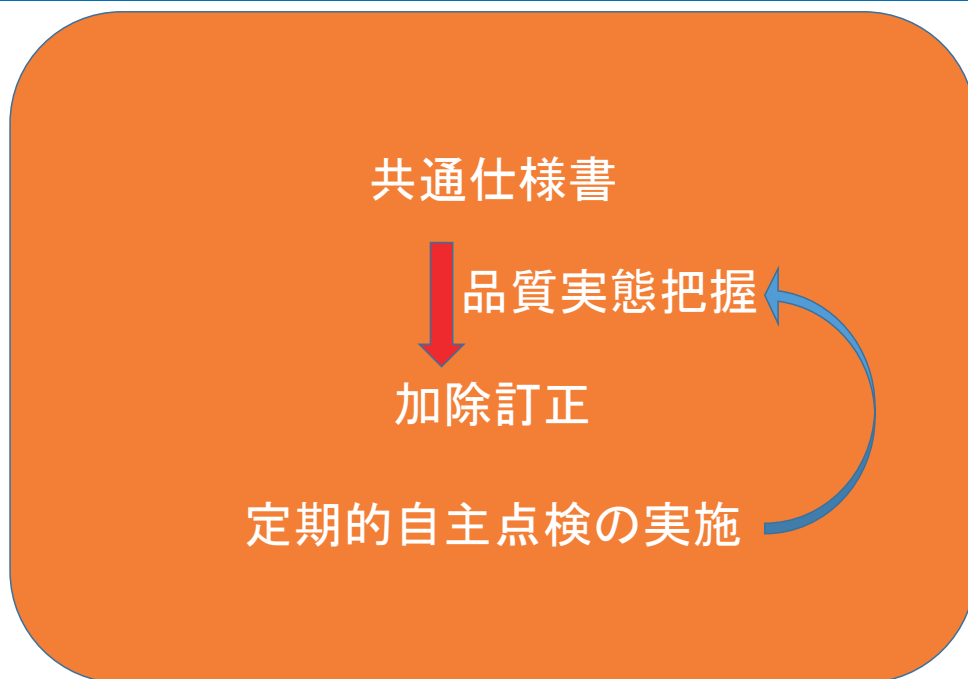 共通仕様書
品質実態把握
加除訂正
定期的自主点検の実施